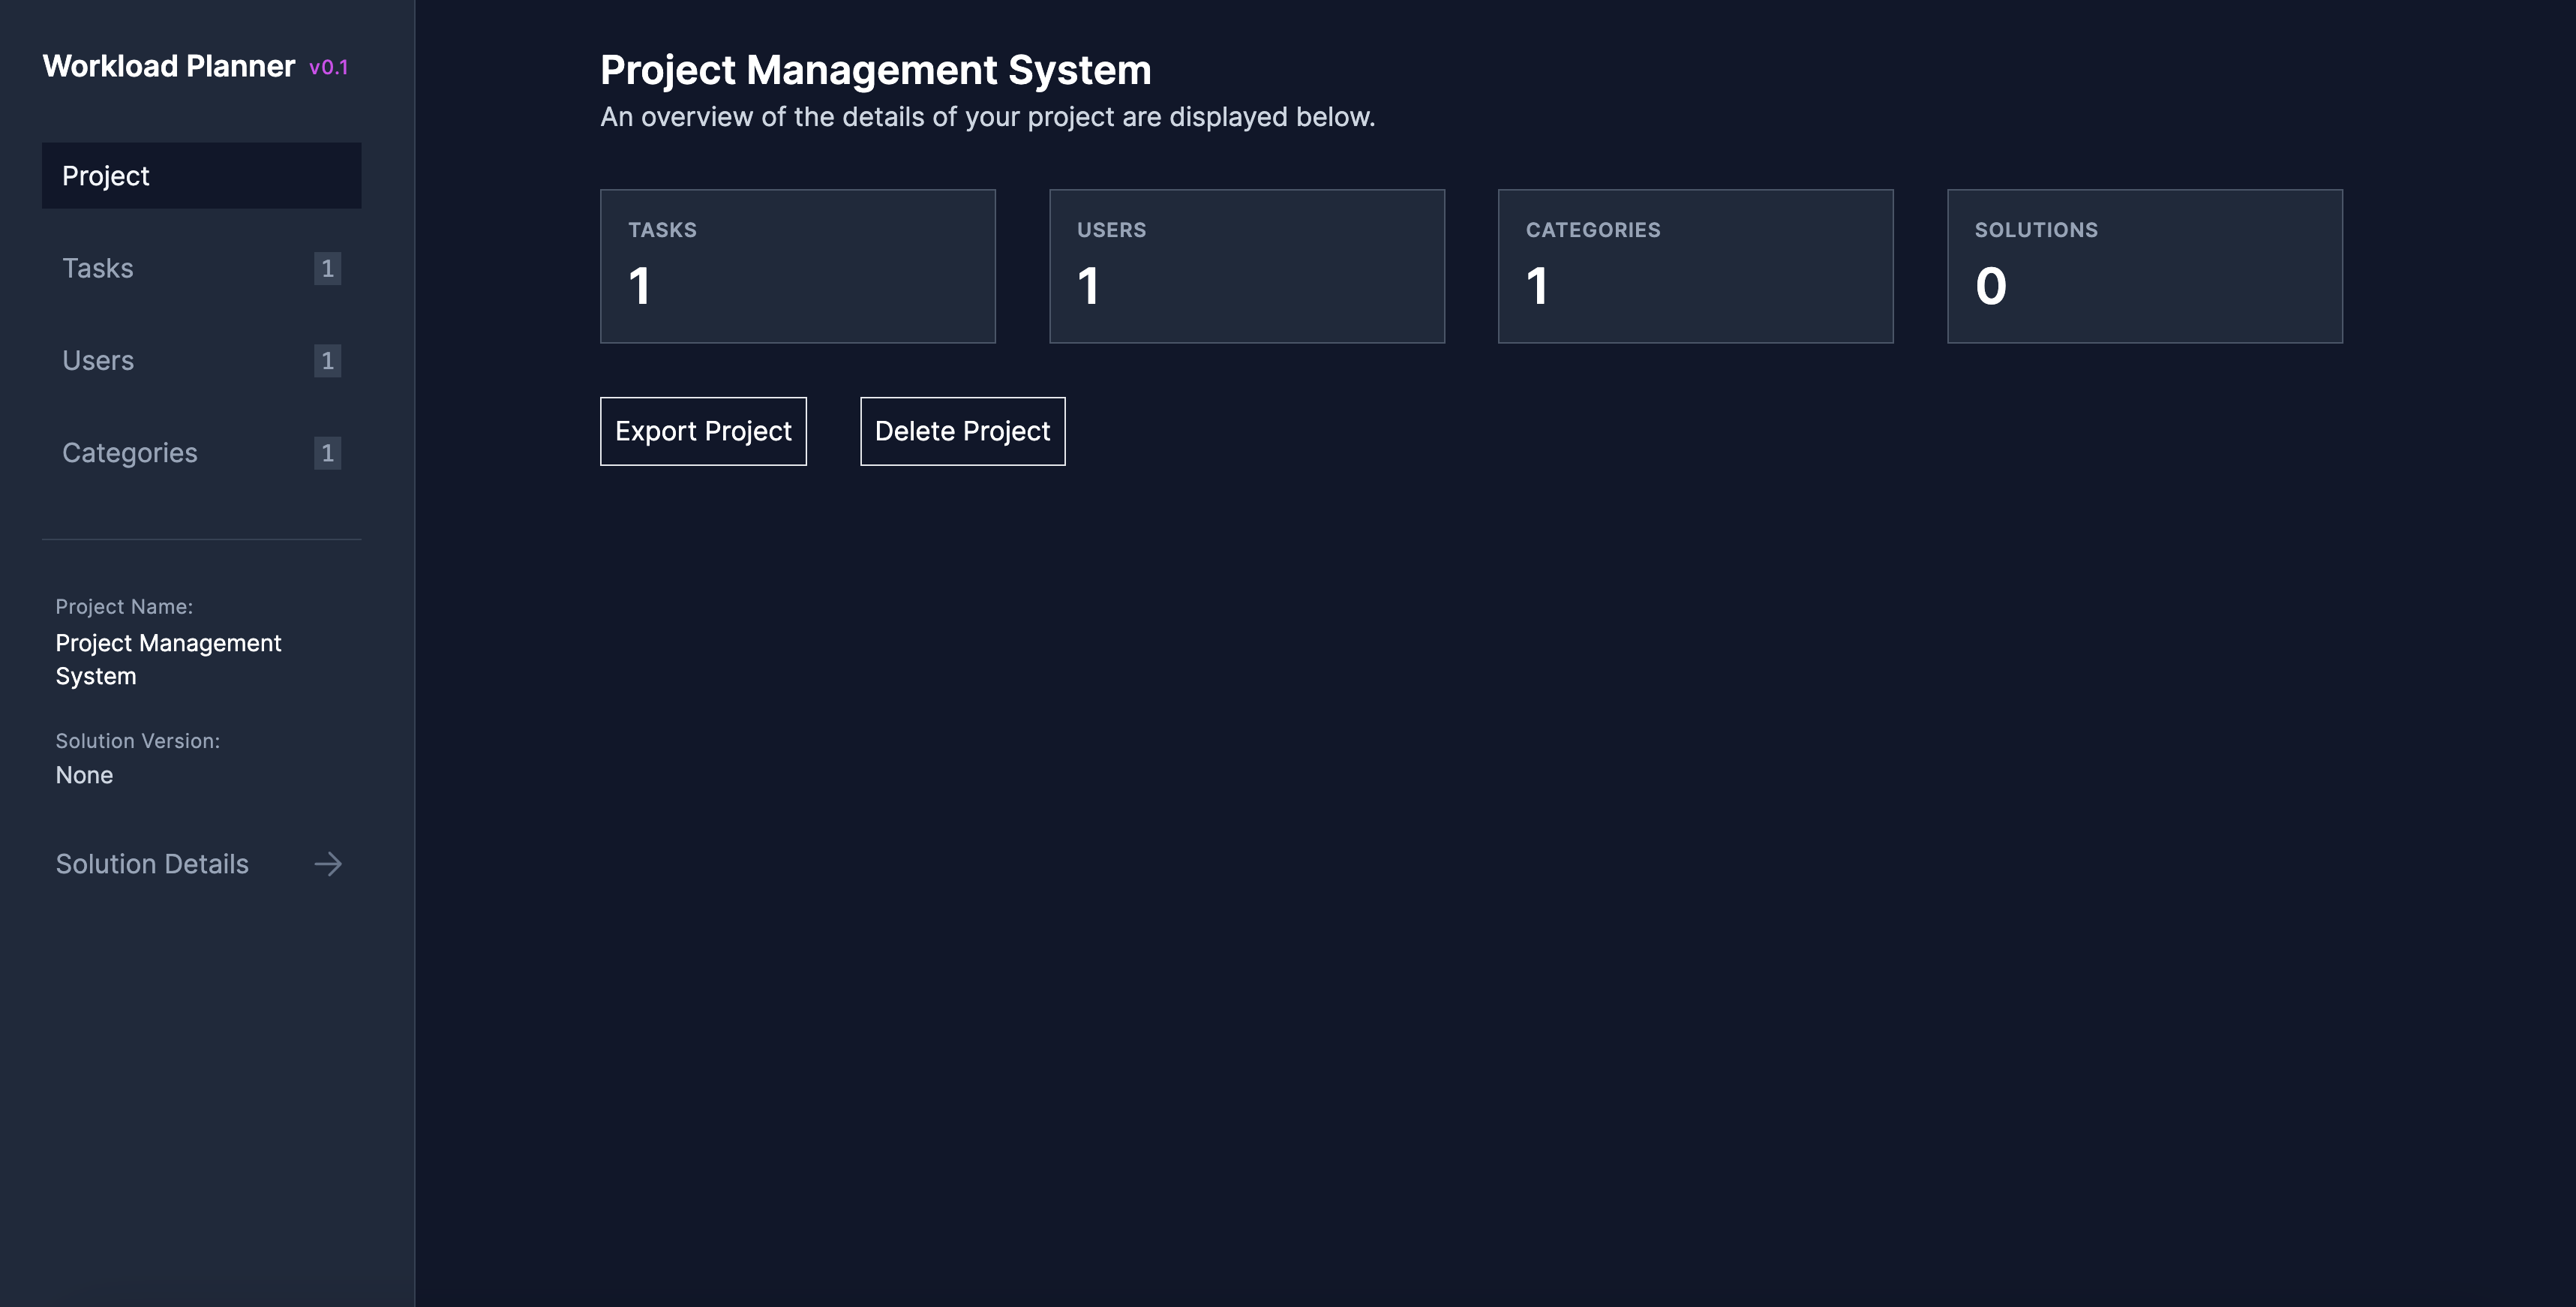 Workload Planner v0.1
Project
Tasks 1
Users 1
Categories 1
Project Name:
Project Management
System
Solution Version:
None
Solution Details
Project Management System
An overview of the details of your project are displayed below.
TASKS
1
USERS
1
CATEGORIES
1
SOLUTIONS
0
Export Project
Delete Project